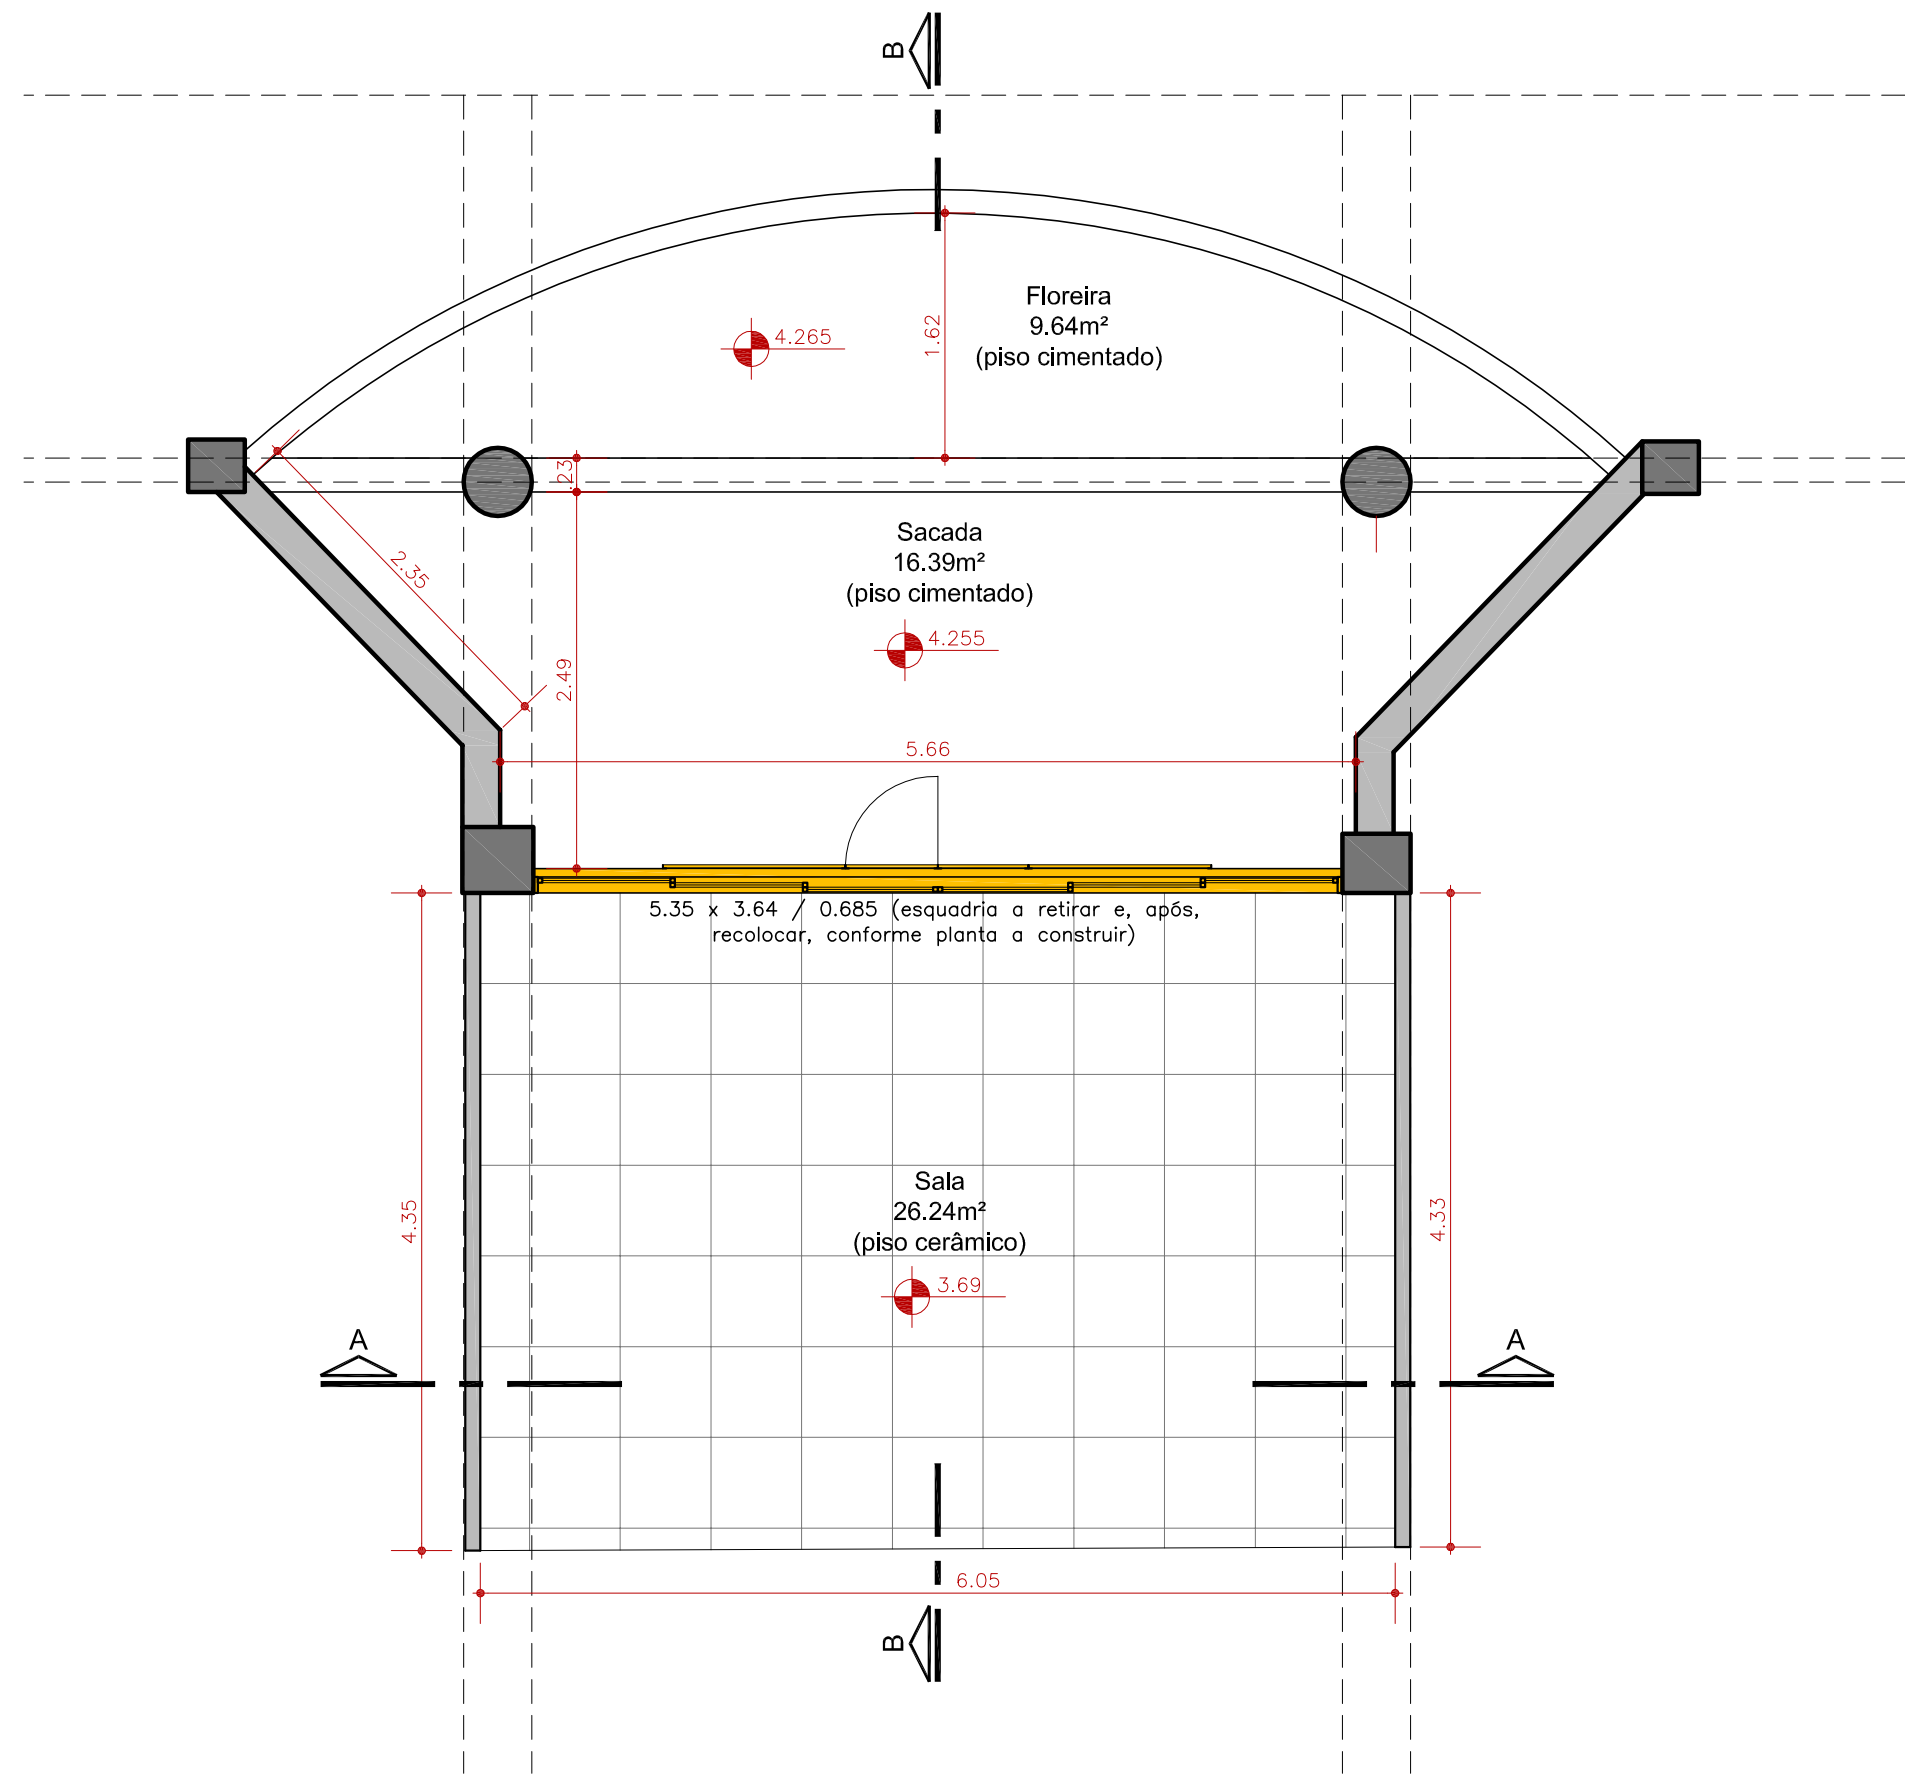 B
Floreira
9.64m²
(piso cimentado)
4.265
1.62
.23
Sacada
16.39m²
(piso cimentado)
2.35
4.255
2.49
5.66
5.35 x 3.64 / 0.685 (esquadria a retirar e, após,
recolocar, conforme planta a construir)
Sala
26.24m²
(piso cerâmico)
4.35
4.33
3.69
A
A
6.05
B